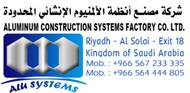 شركة مصنع أنظمة الألمنيوم الإنشائي المحدودة
ALUMINUM CONSTRUCTION SYSTEMS FACTORY CO. LTD.
Riyadh - Al Solai - Exit 18
Kingdom of Saudi Arabia
Mob. : +966 567 233 335
Mob. : +966 564 444 805
Alu systems